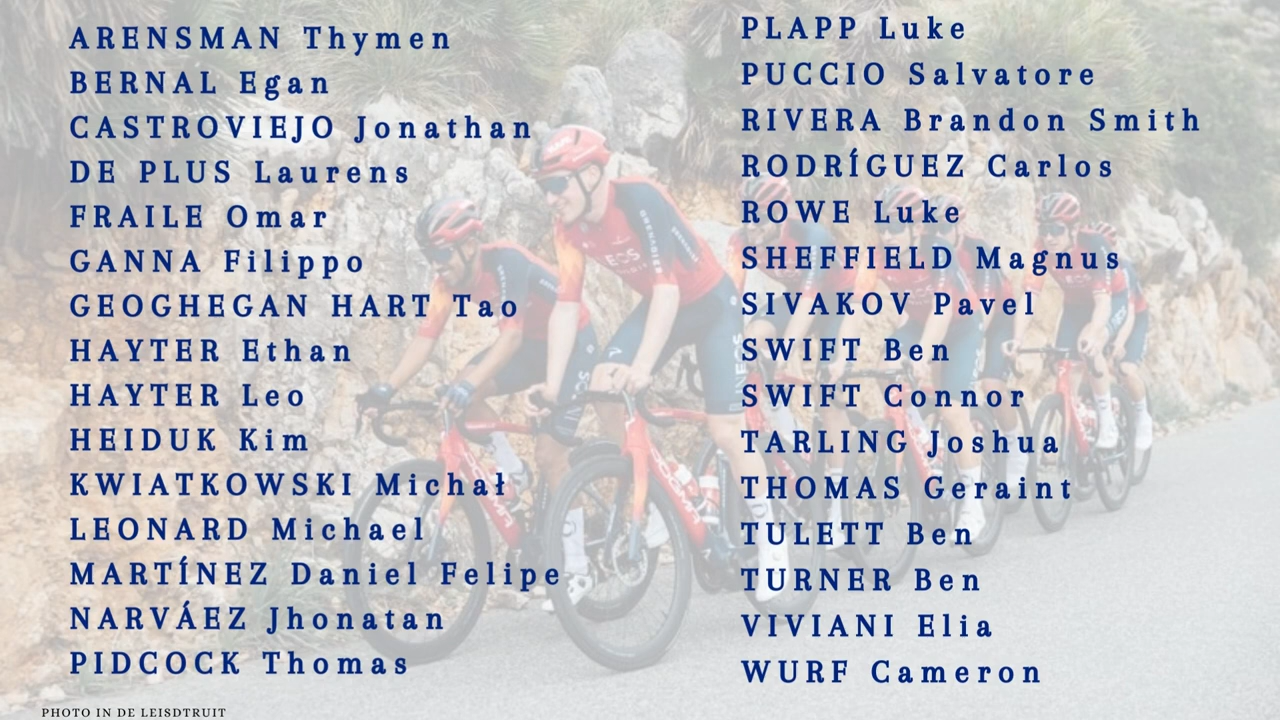 ARENSMAN Thymen
BERNAL Egan
CASTROVIEJO Jonathan
DE PLUS Laurens
FRAILE Omar
GANNA Filippo
GEOGHEGAN HART Tao
HAYTER Ethan
HAYTER Leo
HEIDUK Kim
KWIATKOWSKI Michał
LEONARD Michael
MARTÍNEZ Daniel Felipe
NARVÁEZ Jhonatan
PIDCOCK Thomas
PHOTO IN DE LEISDTRUIT
PLAPP Luke
PUCCIO Salvatore
RIVERA Brandon Smith
RODRÍGUEZ Carlos
ROWE Luke
SHEFFIELD Magnus
SIVAKOV Pavel
SWIFT Ben
SWIFT Connor
TARLING Joshua
THOMAS Geraint
TULETT Ben
TURNER Ben
VIVIANI Elia
WURF Cameron
INEOS